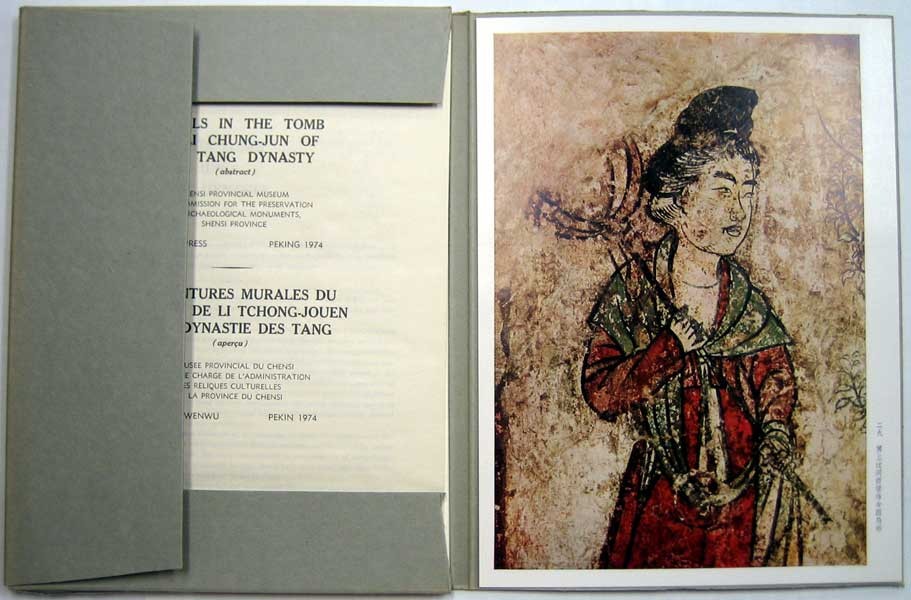 LS IN THE TOMB
I CHUNG-JUN OF
TANG DYNASTY
(abstract)
ENSI PROVINCIAL MUSEUM
MMISSION FOR THE PRESERVATION
CHAEOLOGICAL MONUMENTS,
SHENSI PROVINCE
RESS PEKING 1974
NTURES MURALES DU
DE LI TCHONG-JOUEN
DYNASTIE DES TANG
(aperçu)
USEE PROVINCIAL DU CHENSI
E CHARGE DE L'ADMINISTRATION
ES RELIQUES CULTURELLES
LA PROVINCE DU CHENSI
WENWU PEKIN 1974